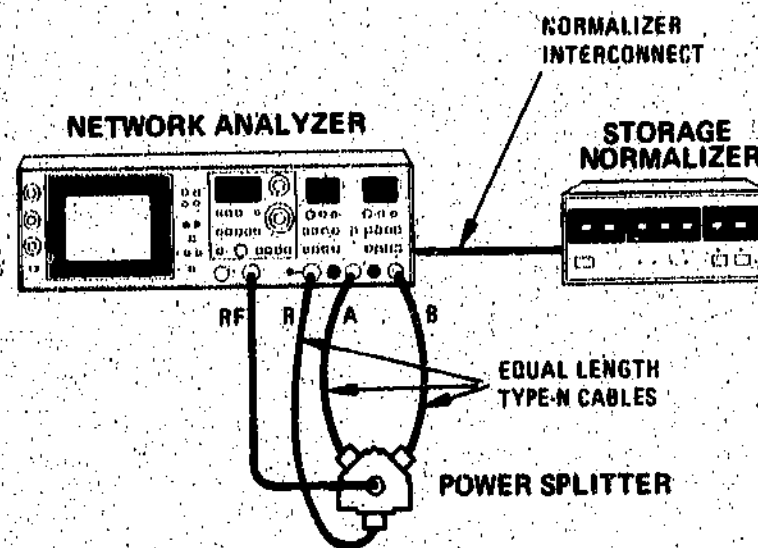 NORMALIZER
INTERCONNECT
NETWORK ANALYZER
STORAGE
NORMALIZER
RF
R
A
B
EQUAL LENGTH
TYPE-N CABLES
POWER SPLITTER